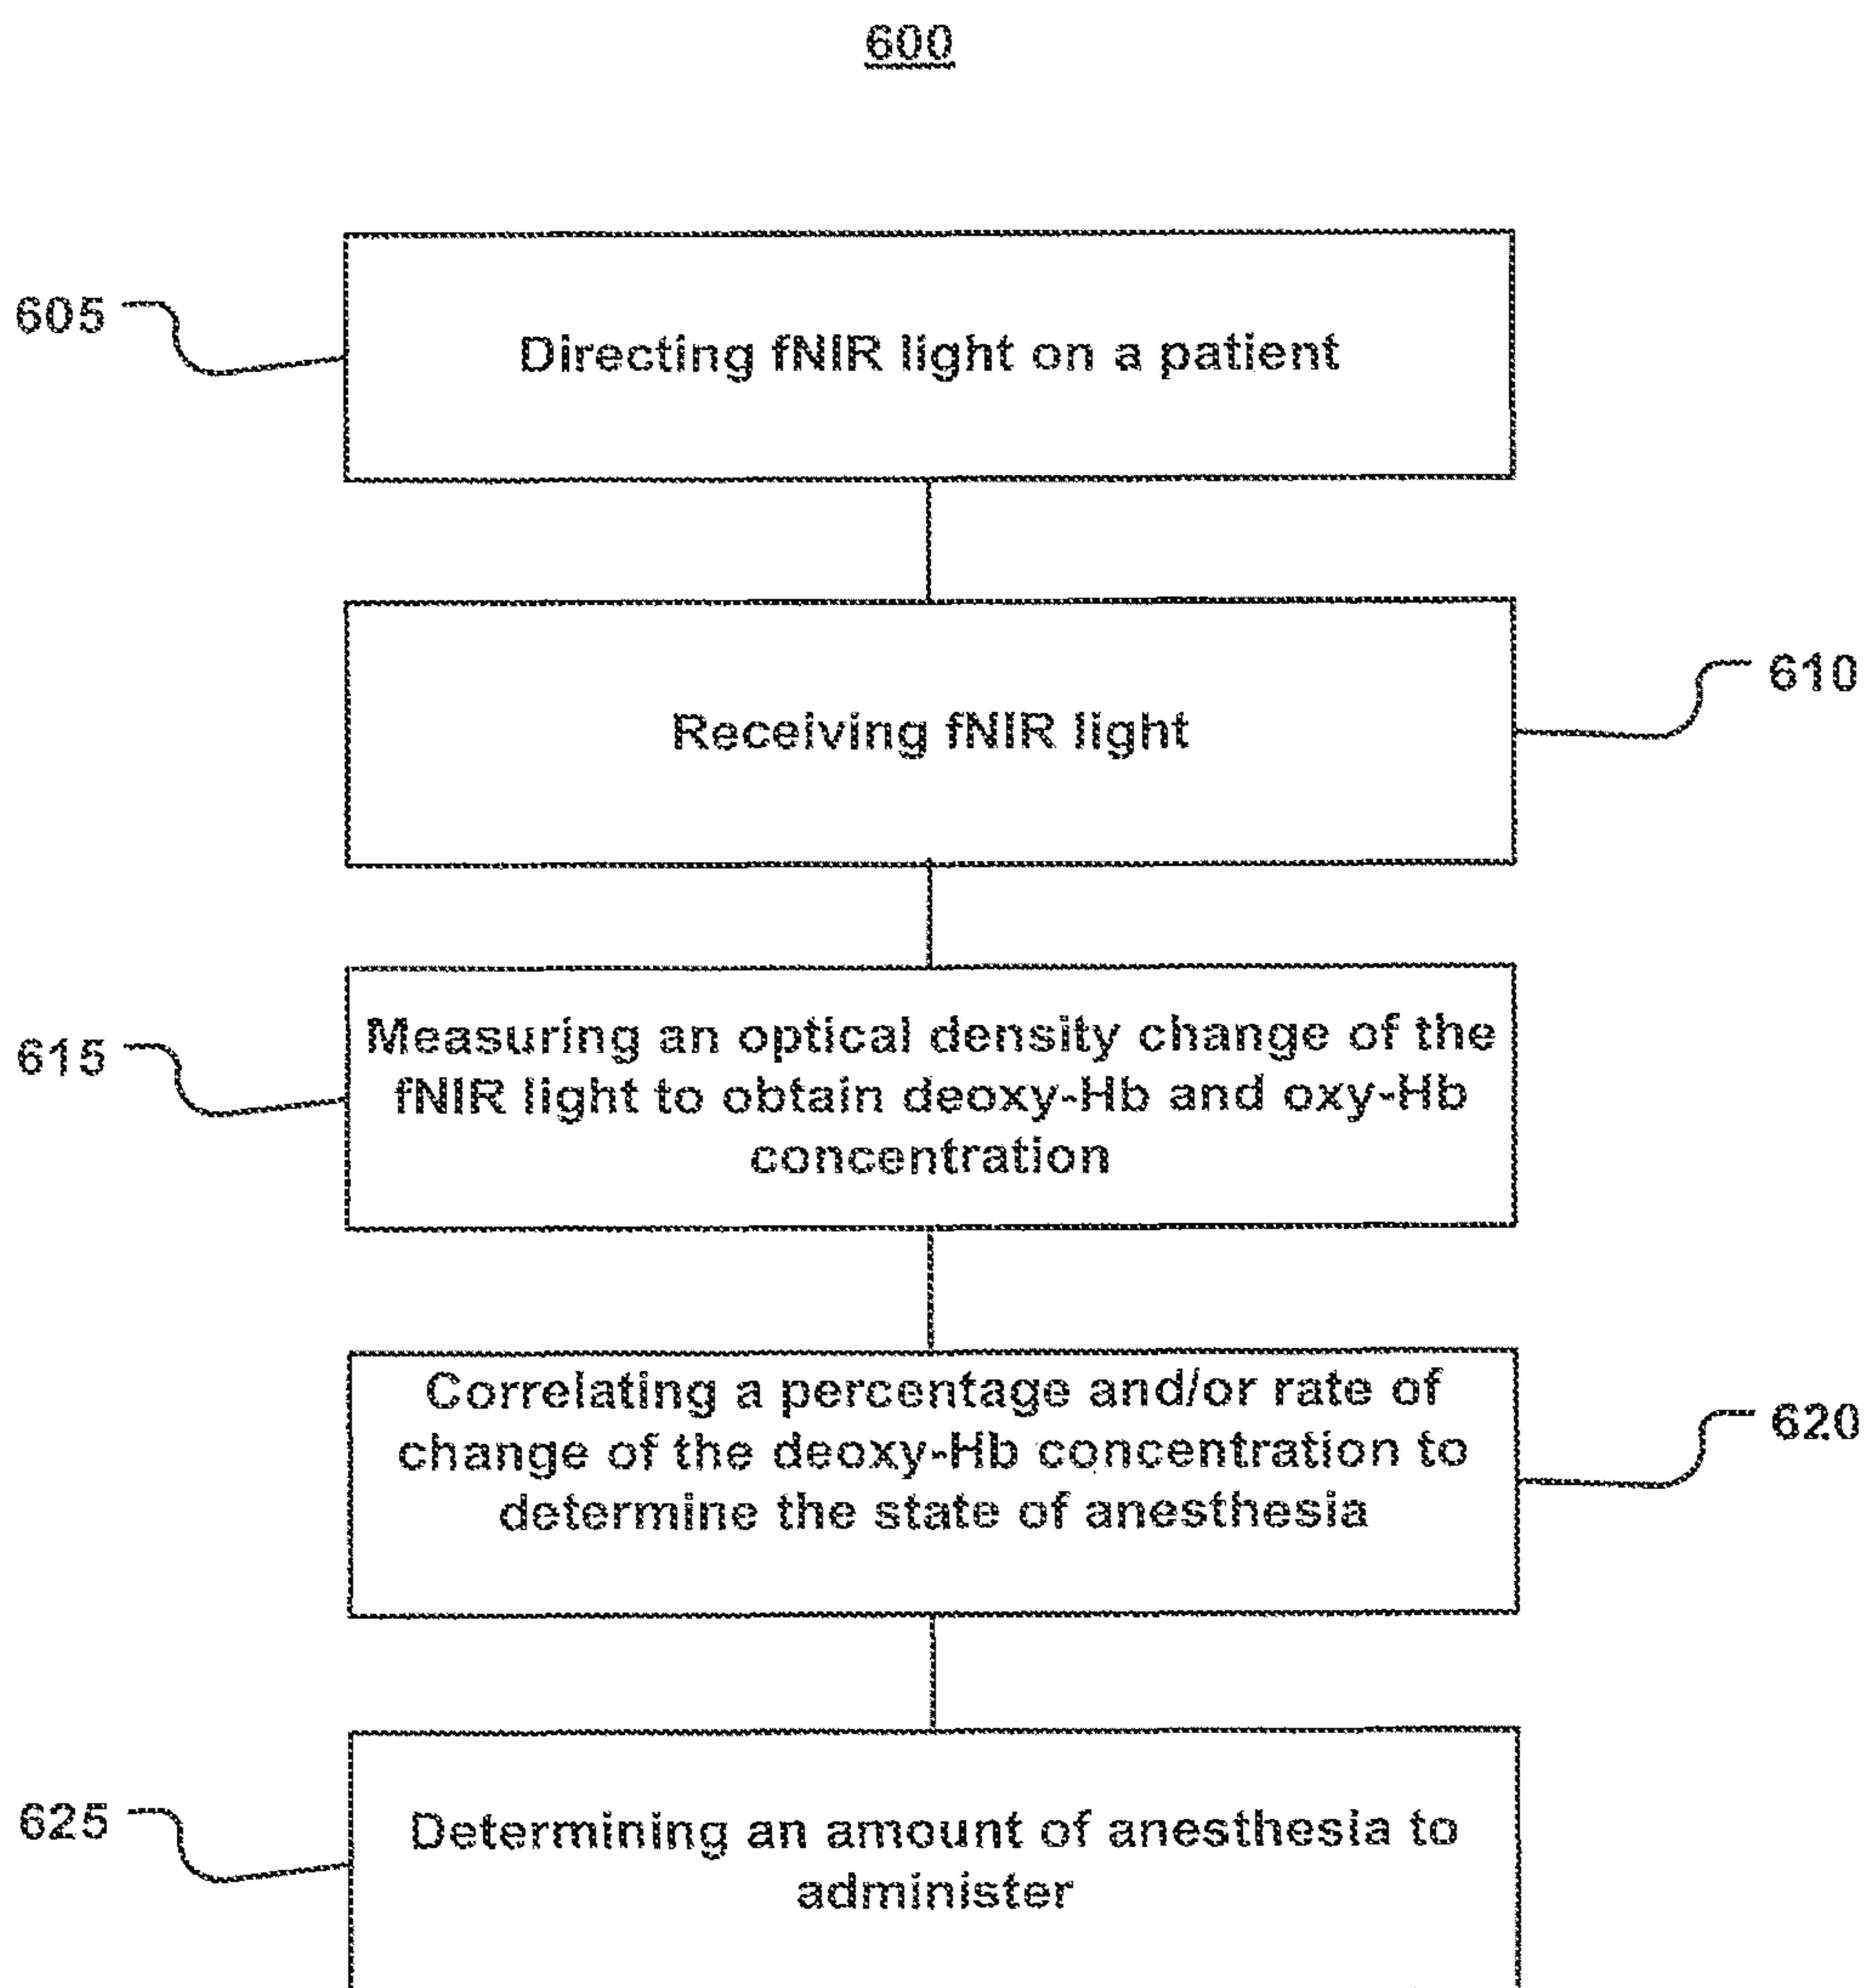 600
605
Directing fNIR light on a patient
Receiving fNIR light
610
615
Measuring an optical density change of the
fNIR light to obtain deoxy-Hb and oxy-Hb
concentration
Correlating a percentage and/or rate of
change of the deoxy-Hb concentration to
determine the state of anesthesia
620
625
Determining an amount of anesthesia to
administer